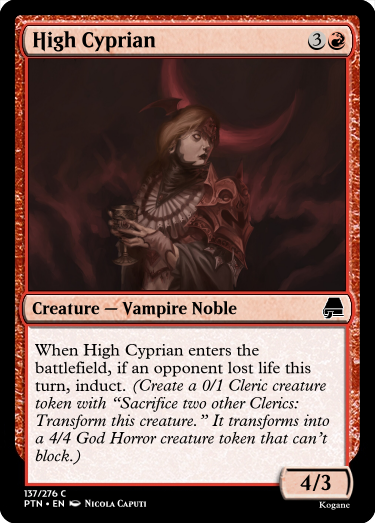 High Cyprian
3
Creature — Vampire Noble
When High Cyprian enters the
battlefield, if an opponent lost life this
turn, induct. (Create a 0/1 Cleric creature
token with “Sacrifice two other Clerics:
Transform this creature.” It transforms into
a 4/4 God Horror creature token that can’t
block.)
4/3
137/276 C
PTN • EN Nicola Caputi
Kogane